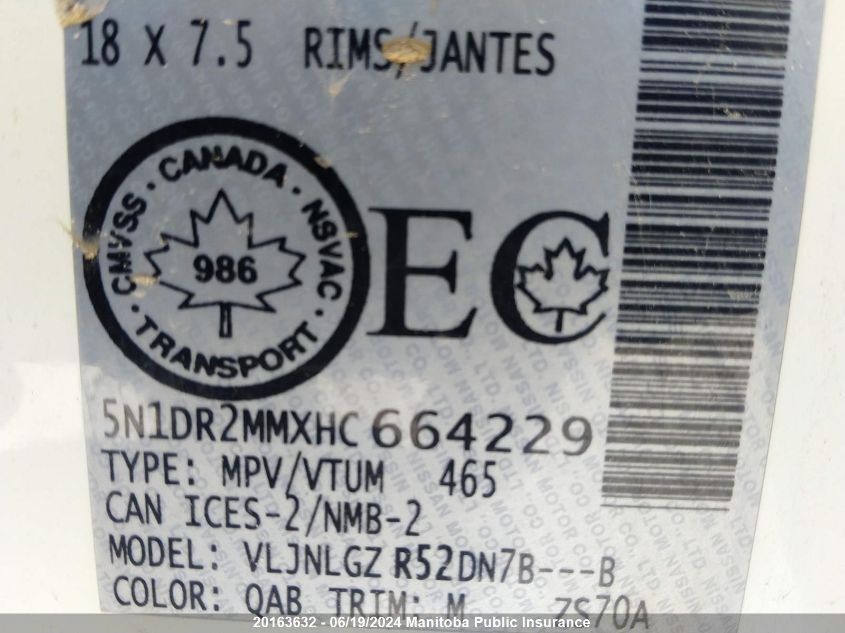 18 X 7.5 RIMS/JANTES
CMVSS · CANADA · NSVAC · TRANSPORT ·
986
EC
5N1DR2MMXHC664229
TYPE: MPV/VTUM 465
CAN ICES-2/NMB-2
MODEL: VLJNLGZ R52DN7B---B
COLOR: QAB TRIM: M ZS70A
20163632 - 06/19/2024 Manitoba Public Insurance